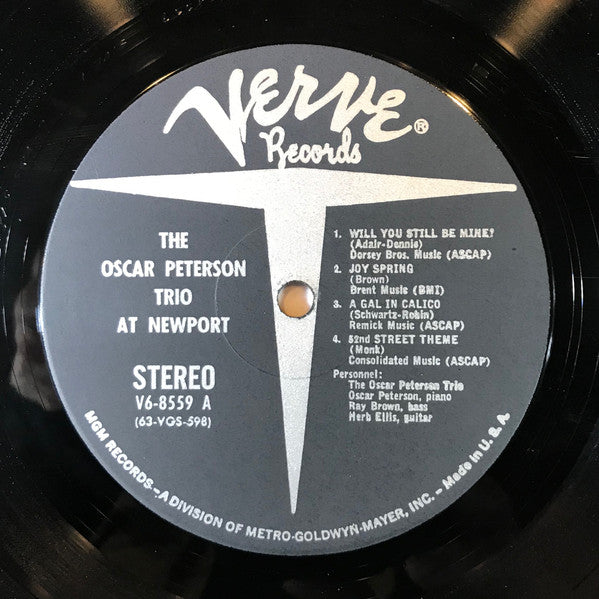 VERVE®
Records
THE
OSCAR PETERSON
TRIO
AT NEWPORT
STEREO
V6-8559 A
(63-VOS-598)
1. WILL YOU STILL BE MINE?
(Adair-Dennis)
Dorsey Bros. Music (ASCAP)
2. JOY SPRING
(Brown)
Brent Music (BMI)
3. A GAL IN CALICO
(Schwartz-Robin)
Remick Music (ASCAP)
4. 52nd STREET THEME
(Monk)
Consolidated Music (ASCAP)
Personnel:
The Oscar Peterson Trio
Oscar Peterson, piano
Ray Brown, bass
Herb Ellis, guitar
MGM RECORDS—A DIVISION OF METRO-GOLDWYN-MAYER, INC. – Made in U.S.A.